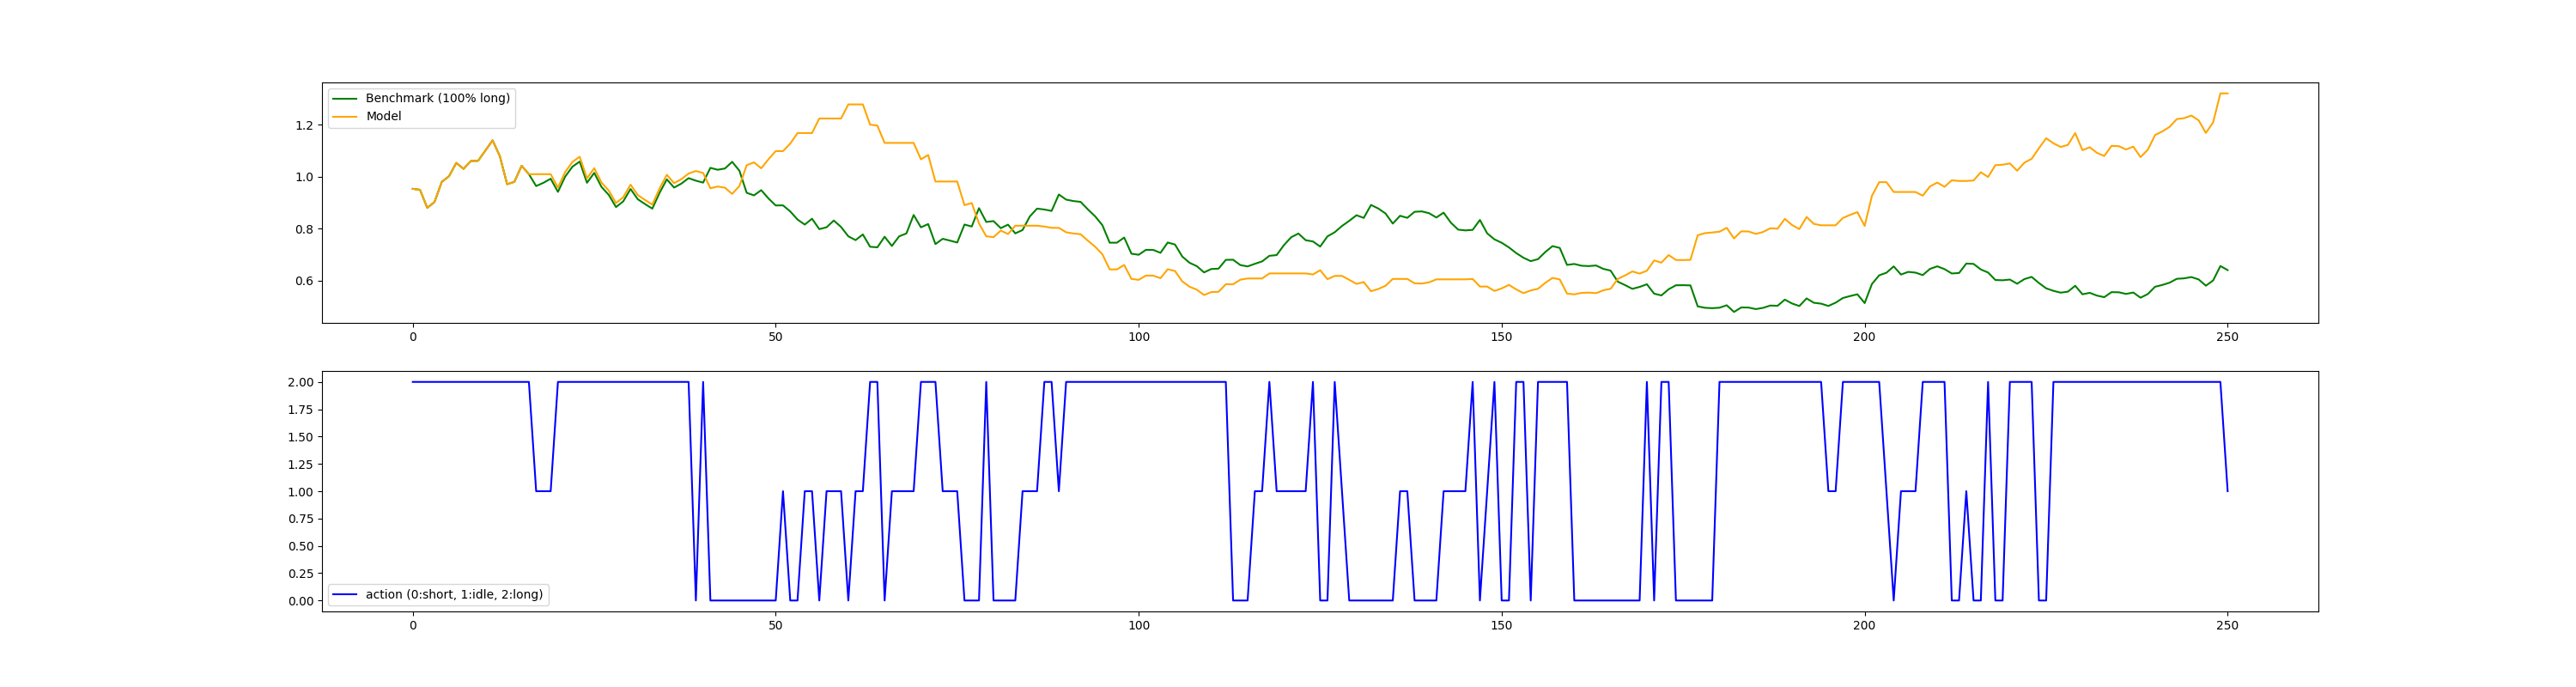 Benchmark (100% long)
Model
1.2
1.0
0.8
0.6
0 50 100 150 200 250
2.00
1.75
1.50
1.25
1.00
0.75
0.50
0.25
0.00
action (0:short, 1:idle, 2:long)
0 50 100 150 200 250